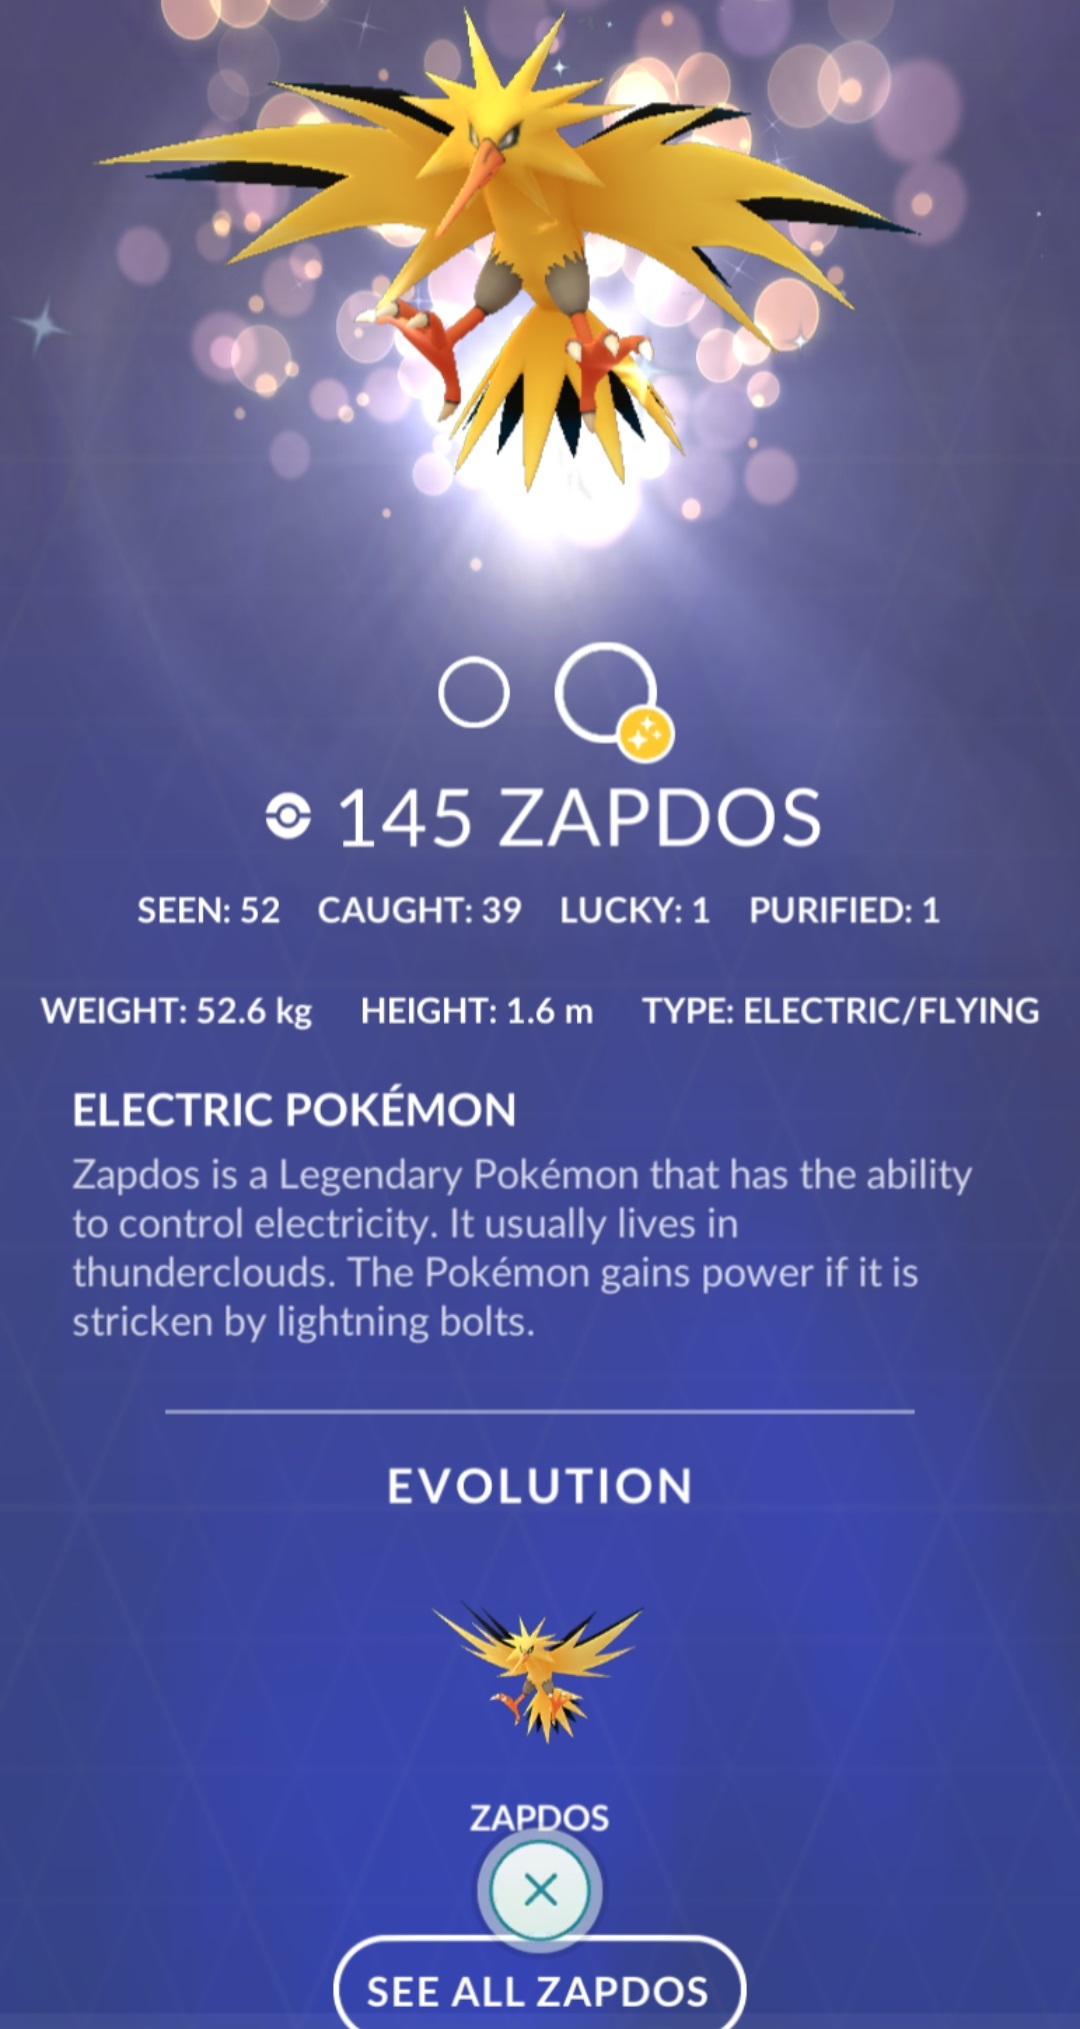 145 ZAPDOS
SEEN: 52 CAUGHT: 39 LUCKY: 1 PURIFIED: 1
WEIGHT: 52.6 kg HEIGHT: 1.6 m TYPE: ELECTRIC/FLYING
ELECTRIC POKÉMON
Zapdos is a Legendary Pokémon that has the ability
to control electricity. It usually lives in
thunderclouds. The Pokémon gains power if it is
stricken by lightning bolts.
EVOLUTION
ZAPDOS
SEE ALL ZAPDOS